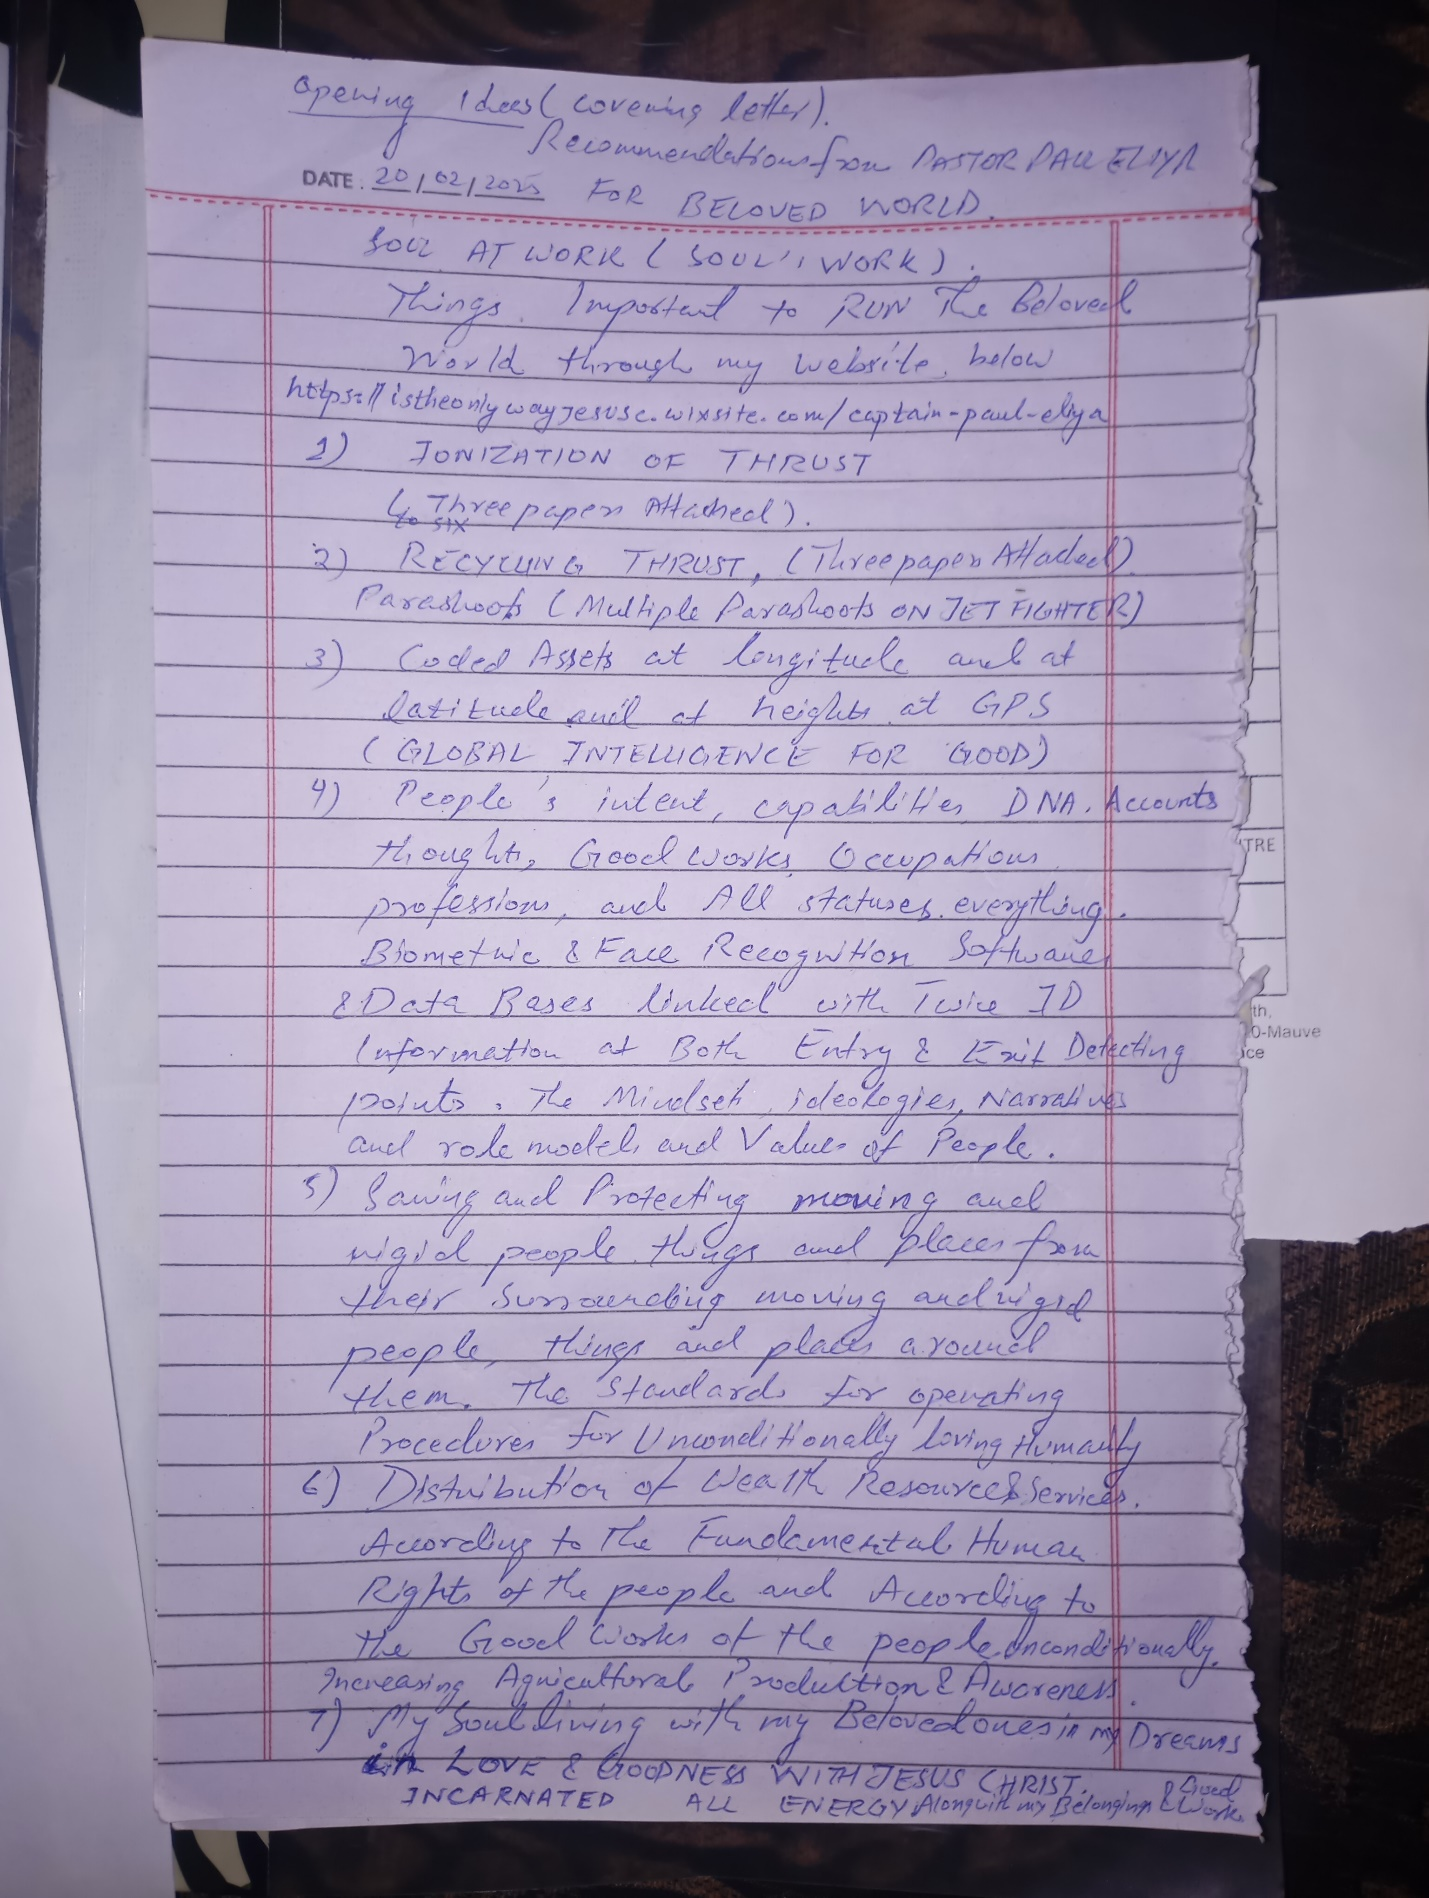 Opening Ideas (covering letter).
Recommendations from PASTOR PAUL ELIYA
DATE: 20/02/2025 FOR BELOVED WORLD.
SOUL AT WORK (SOUL'S WORK).
Things Important to RUN The Beloved
World through my website, below
https://istheonlywayjesusc.wixsite.com/captain-paul-eliya
1) IONIZATION OF THRUST
(Three papers Attached).
to SIX
2) RECYCLING THRUST, (Three papers Attached).
Parashoots (Multiple Parashoots ON JET FIGHTER)
3) Coded Assets at longitude and at
latitude and at heights at GPS
(GLOBAL INTELLIGENCE FOR GOOD)
4) People's intent, capabilities, DNA, Accounts
thoughts, Good works, Occupations
professions, and All statuses, everything.
Biometric & Face Recognition Softwares
& Data Bases linked with Twice ID
Information at Both Entry & Exit Detecting
points. The Mindsets, ideologies, Narratives
and role models and Values of People.
5) Saving and Protecting moving and
rigid people, things and places from
their surrounding moving and rigid
people, things and places around
them. The Standards for operating
Procedures for Unconditionally loving Humanity
6) Distribution of Wealth Resources & Services.
According to The Fundamental Human
Rights of the people and According to
the Good Works of the people unconditionally.
Increasing Agricultural Production & Awareness.
7) My Soul living with my Beloved ones in my Dreams
in LOVE & GOODNESS WITH JESUS CHRIST. & Good
INCARNATED ALL ENERGY Alongwith my Belongings & Works
TRE
th,
0-Mauve
ice